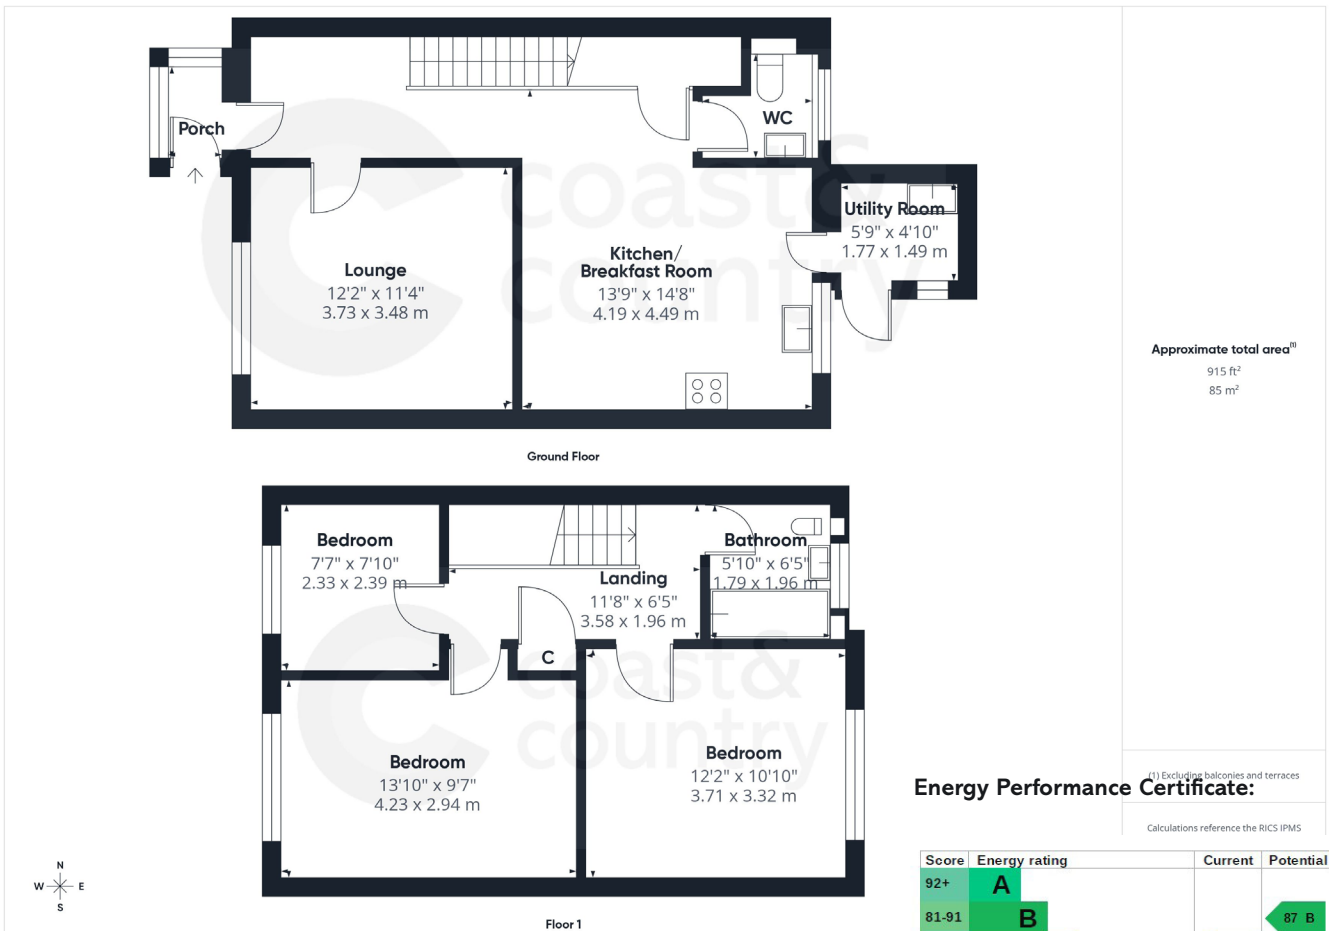 Porch
WC
Utility Room
5'9" x 4'10"
1.77 x 1.49 m
Lounge
12'2" x 11'4"
3.73 x 3.48 m
Kitchen/
Breakfast Room
13'9" x 14'8"
4.19 x 4.49 m
coast&
country
Approximate total area(1)
915 ft²
85 m²
Ground Floor
Bedroom
7'7" x 7'10"
2.33 x 2.39 m
Landing
11'8" x 6'5"
3.58 x 1.96 m
Bathroom
5'10" x 6'5"
1.79 x 1.96 m
C
coast&
country
Bedroom
13'10" x 9'7"
4.23 x 2.94 m
Bedroom
12'2" x 10'10"
3.71 x 3.32 m
(1) Excluding balconies and terraces
Energy Performance Certificate:
Calculations reference the RICS IPMS
Score Energy rating Current Potential
92+ A
81-91 B 87 B
N
W E
S
Floor 1